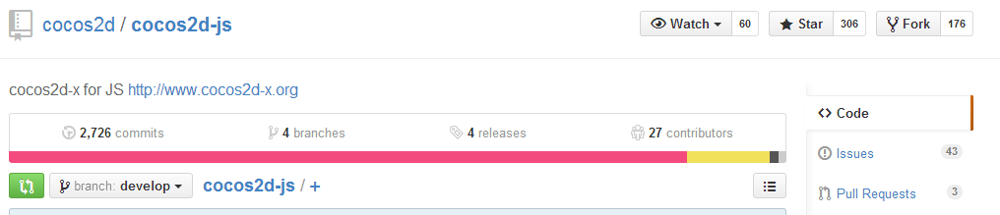 cocos2d / cocos2d-js Watch 60 Star 306 Fork 176
cocos2d-x for JS http://www.cocos2d-x.org
2,726 commits 4 branches 4 releases 27 contributors
Code
Issues 43
branch: develop cocos2d-js / +
Pull Requests 3